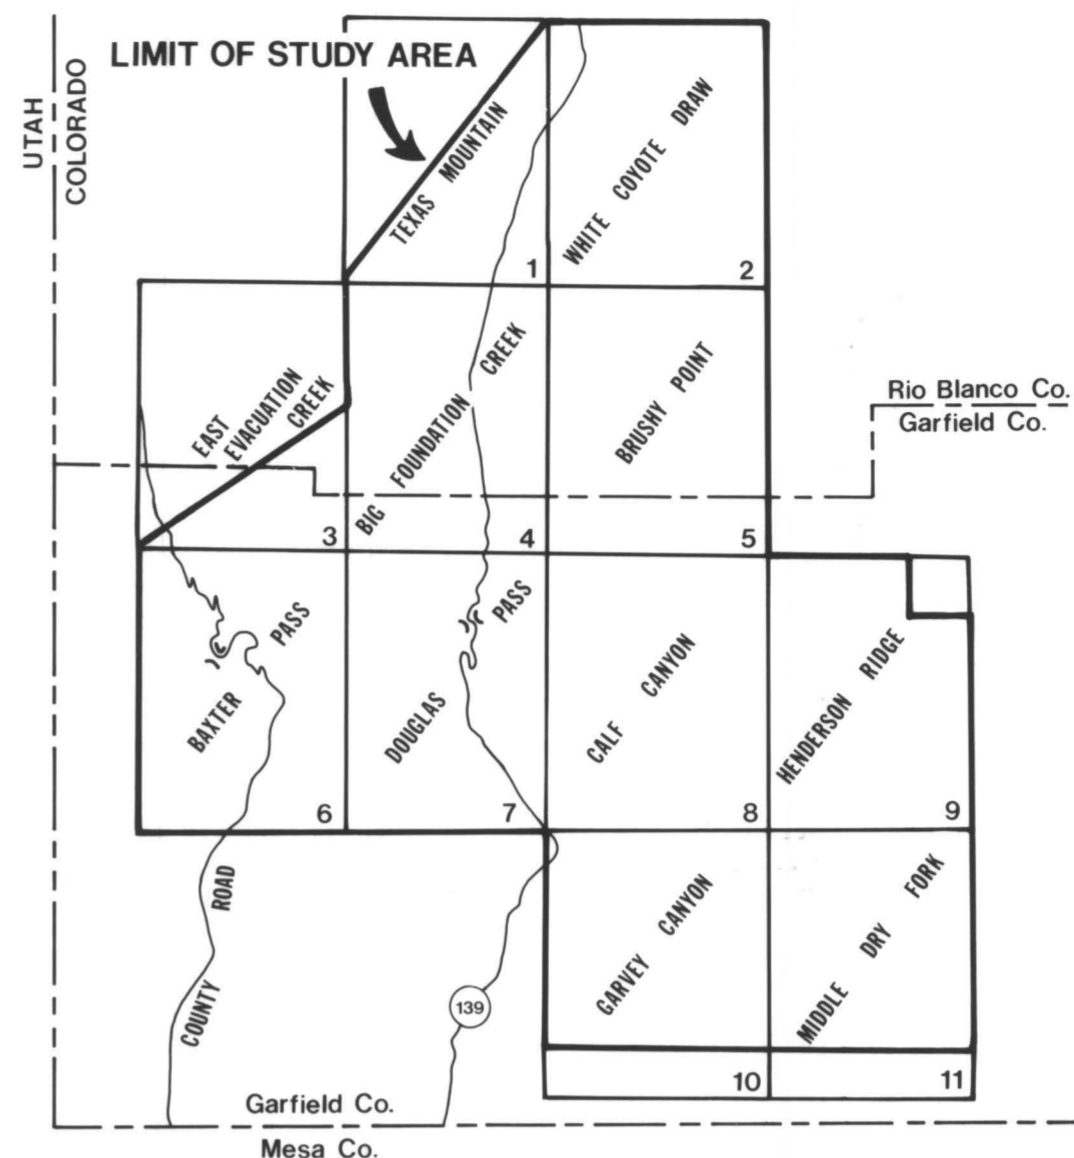 LIMIT OF STUDY AREA
UTAH
COLORADO
TEXAS MOUNTAIN
WHITE COYOTE DRAW
1
2
EAST
EVACUATION
CREEK
BIG FOUNDATION CREEK
BRUSHY POINT
Rio Blanco Co.
Garfield Co.
3
4
5
BAXTER PASS
DOUGLAS PASS
CALF CANYON
HENDERSON RIDGE
6
7
8
9
COUNTY ROAD
139
GARVEY CANYON
MIDDLE DRY FORK
10
11
Garfield Co.
Mesa Co.